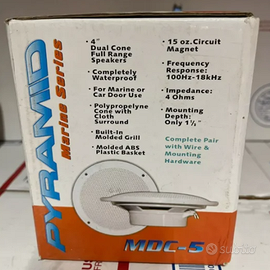 PYRAMID
Marine Series
• 4"
Dual Cone
Full Range
Speakers
• Completely
Waterproof
• For Marine or
Car Door Use
• Polypropylene
Cone with
Cloth
Surround
• Built-In
Molded Grill
• Molded ABS
Plastic Basket
• 15 oz. Circuit
Magnet
• Frequency
Response:
100Hz-18kHz
• Impedance:
4 Ohms
• Mounting
Depth:
Only 1½"
Complete Pair
with Wire &
Mounting
Hardware
MDC-5
Subito